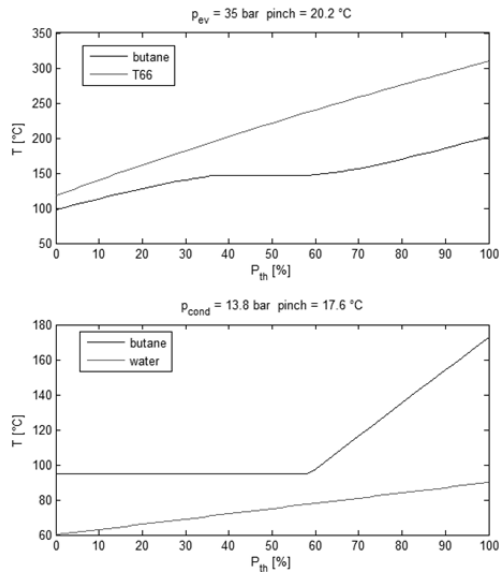 p_ev = 35 bar pinch = 20.2 °C
350
300
250
200
150
100
50
T [°C]
butane
T66
0 10 20 30 40 50 60 70 80 90 100
P_th [%]
p_cond = 13.8 bar pinch = 17.6 °C
180
160
140
120
100
80
60
T [°C]
butane
water
0 10 20 30 40 50 60 70 80 90 100
P_th [%]